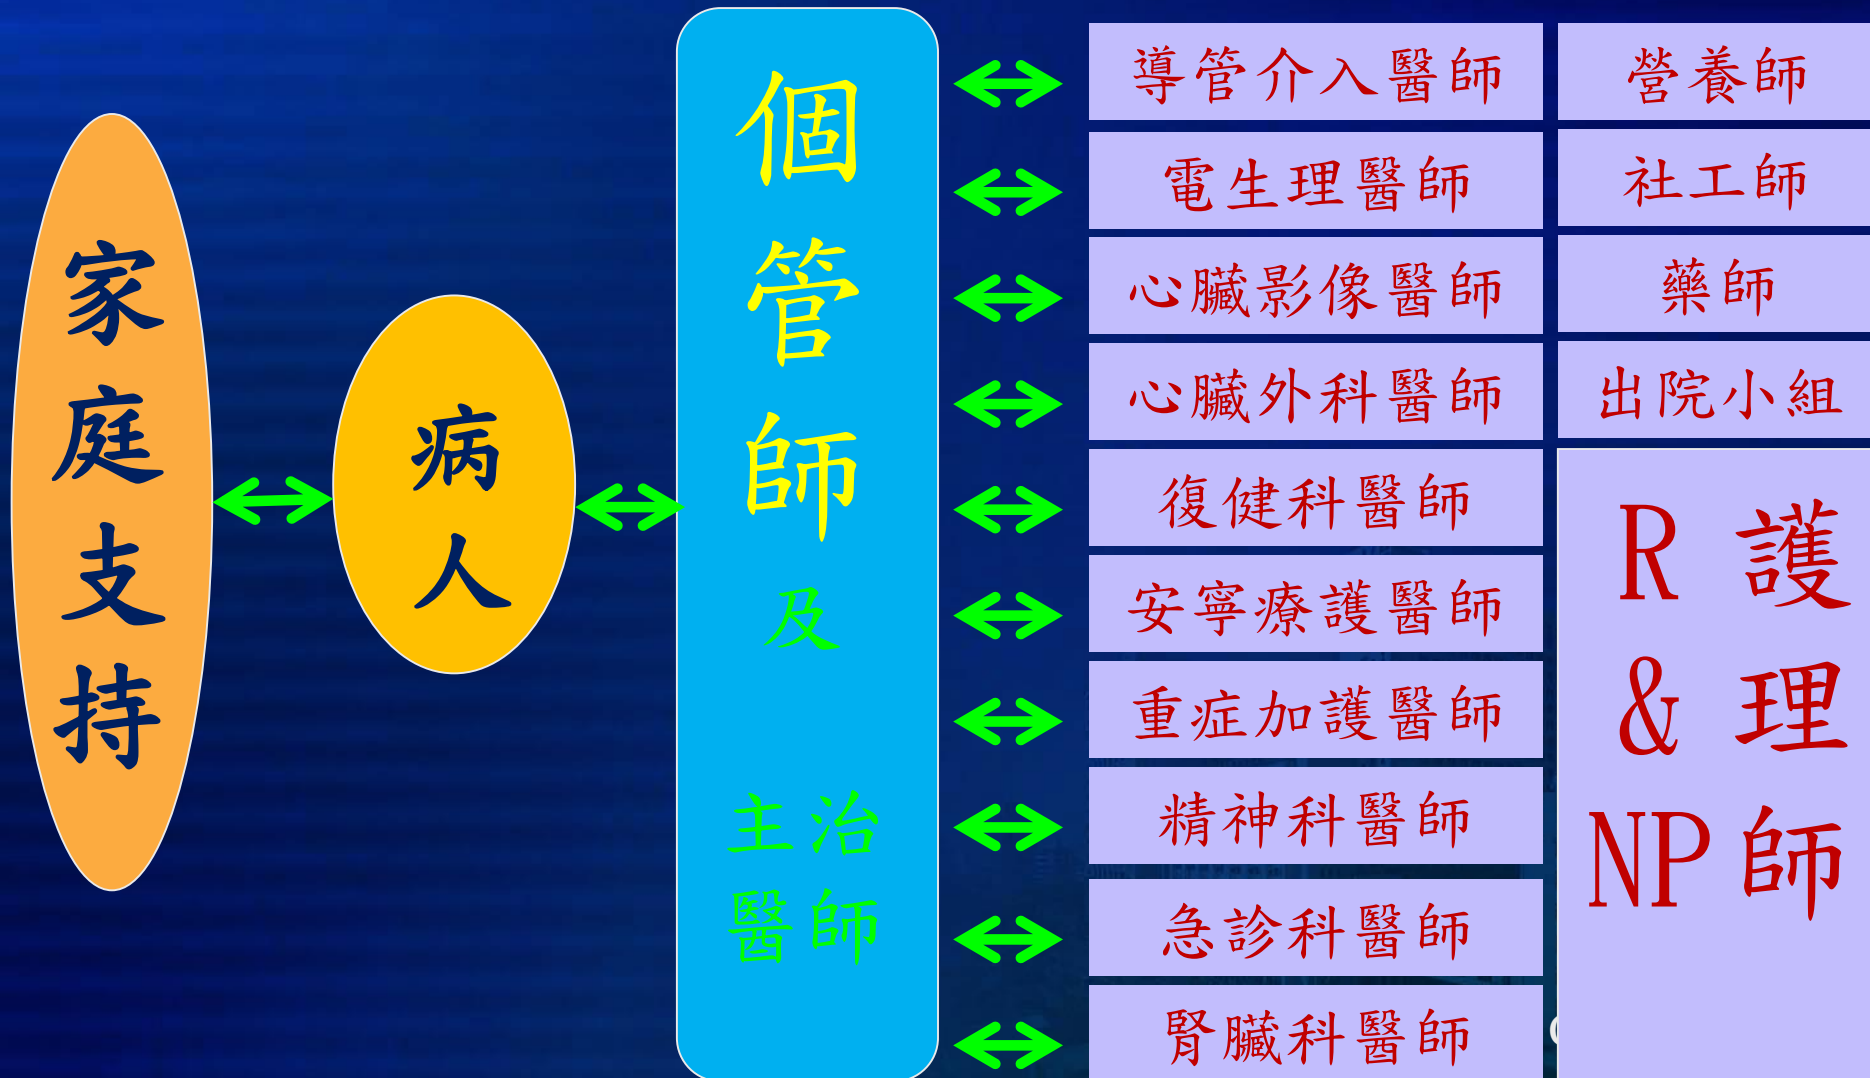 家庭支持
病人
個管師
及
主治
醫師
導管介入醫師
電生理醫師
心臟影像醫師
心臟外科醫師
復健科醫師
安寧療護醫師
重症加護醫師
精神科醫師
急診科醫師
腎臟科醫師
營養師
社工師
藥師
出院小組
護理師
R
&
NP